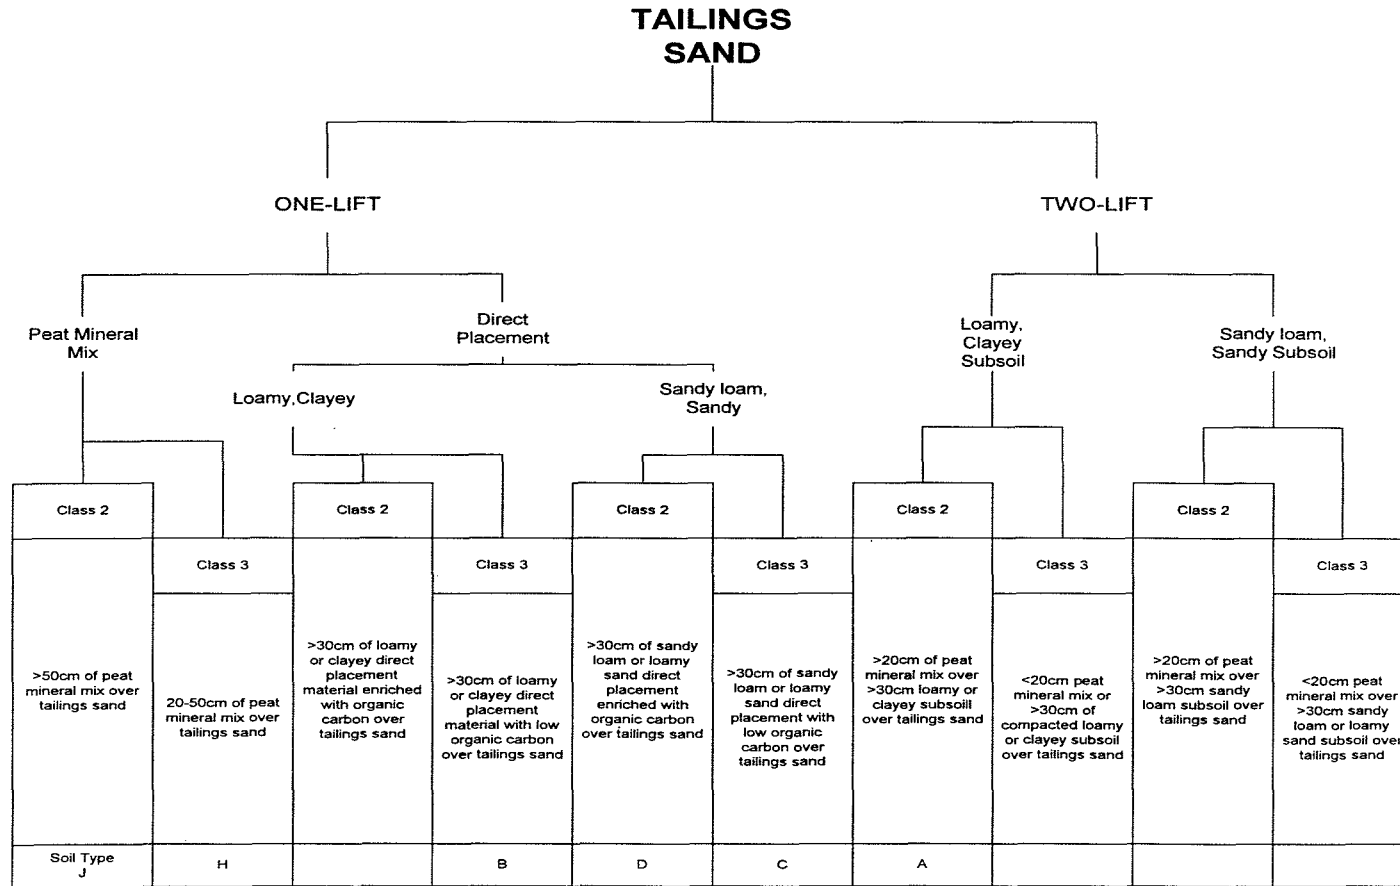 TAILINGS
SAND
ONE-LIFT
TWO-LIFT
Peat Mineral
Mix
Direct
Placement
Loamy,
Clayey
Subsoil
Sandy loam,
Sandy Subsoil
Loamy,Clayey
Sandy loam,
Sandy
Class 2
Class 2
Class 2
Class 2
Class 2
Class 3
Class 3
Class 3
Class 3
Class 3
>50cm of peat
mineral mix over
tailings sand
20-50cm of peat
mineral mix over
tailings sand
>30cm of loamy
or clayey direct
placement
material enriched
with organic
carbon over
tailings sand
>30cm of loamy
or clayey direct
placement
material with low
organic carbon
over tailings sand
>30cm of sandy
loam or loamy
sand direct
placement
enriched with
organic carbon
over tailings sand
>30cm of sandy
loam or loamy
sand direct
placement with
low organic
carbon over
tailings sand
>20cm of peat
mineral mix over
>30cm loamy or
clayey subsoill
over tailings sand
<20cm peat
mineral mix or
>30cm of
compacted loamy
or clayey subsoil
over tailings sand
>20cm of peat
mineral mix over
>30cm sandy
loam subsoil over
tailings sand
<20cm peat
mineral mix over
>30cm sandy
loam or loamy
sand subsoil over
tailings sand
Soil Type
J
H
B
D
C
A